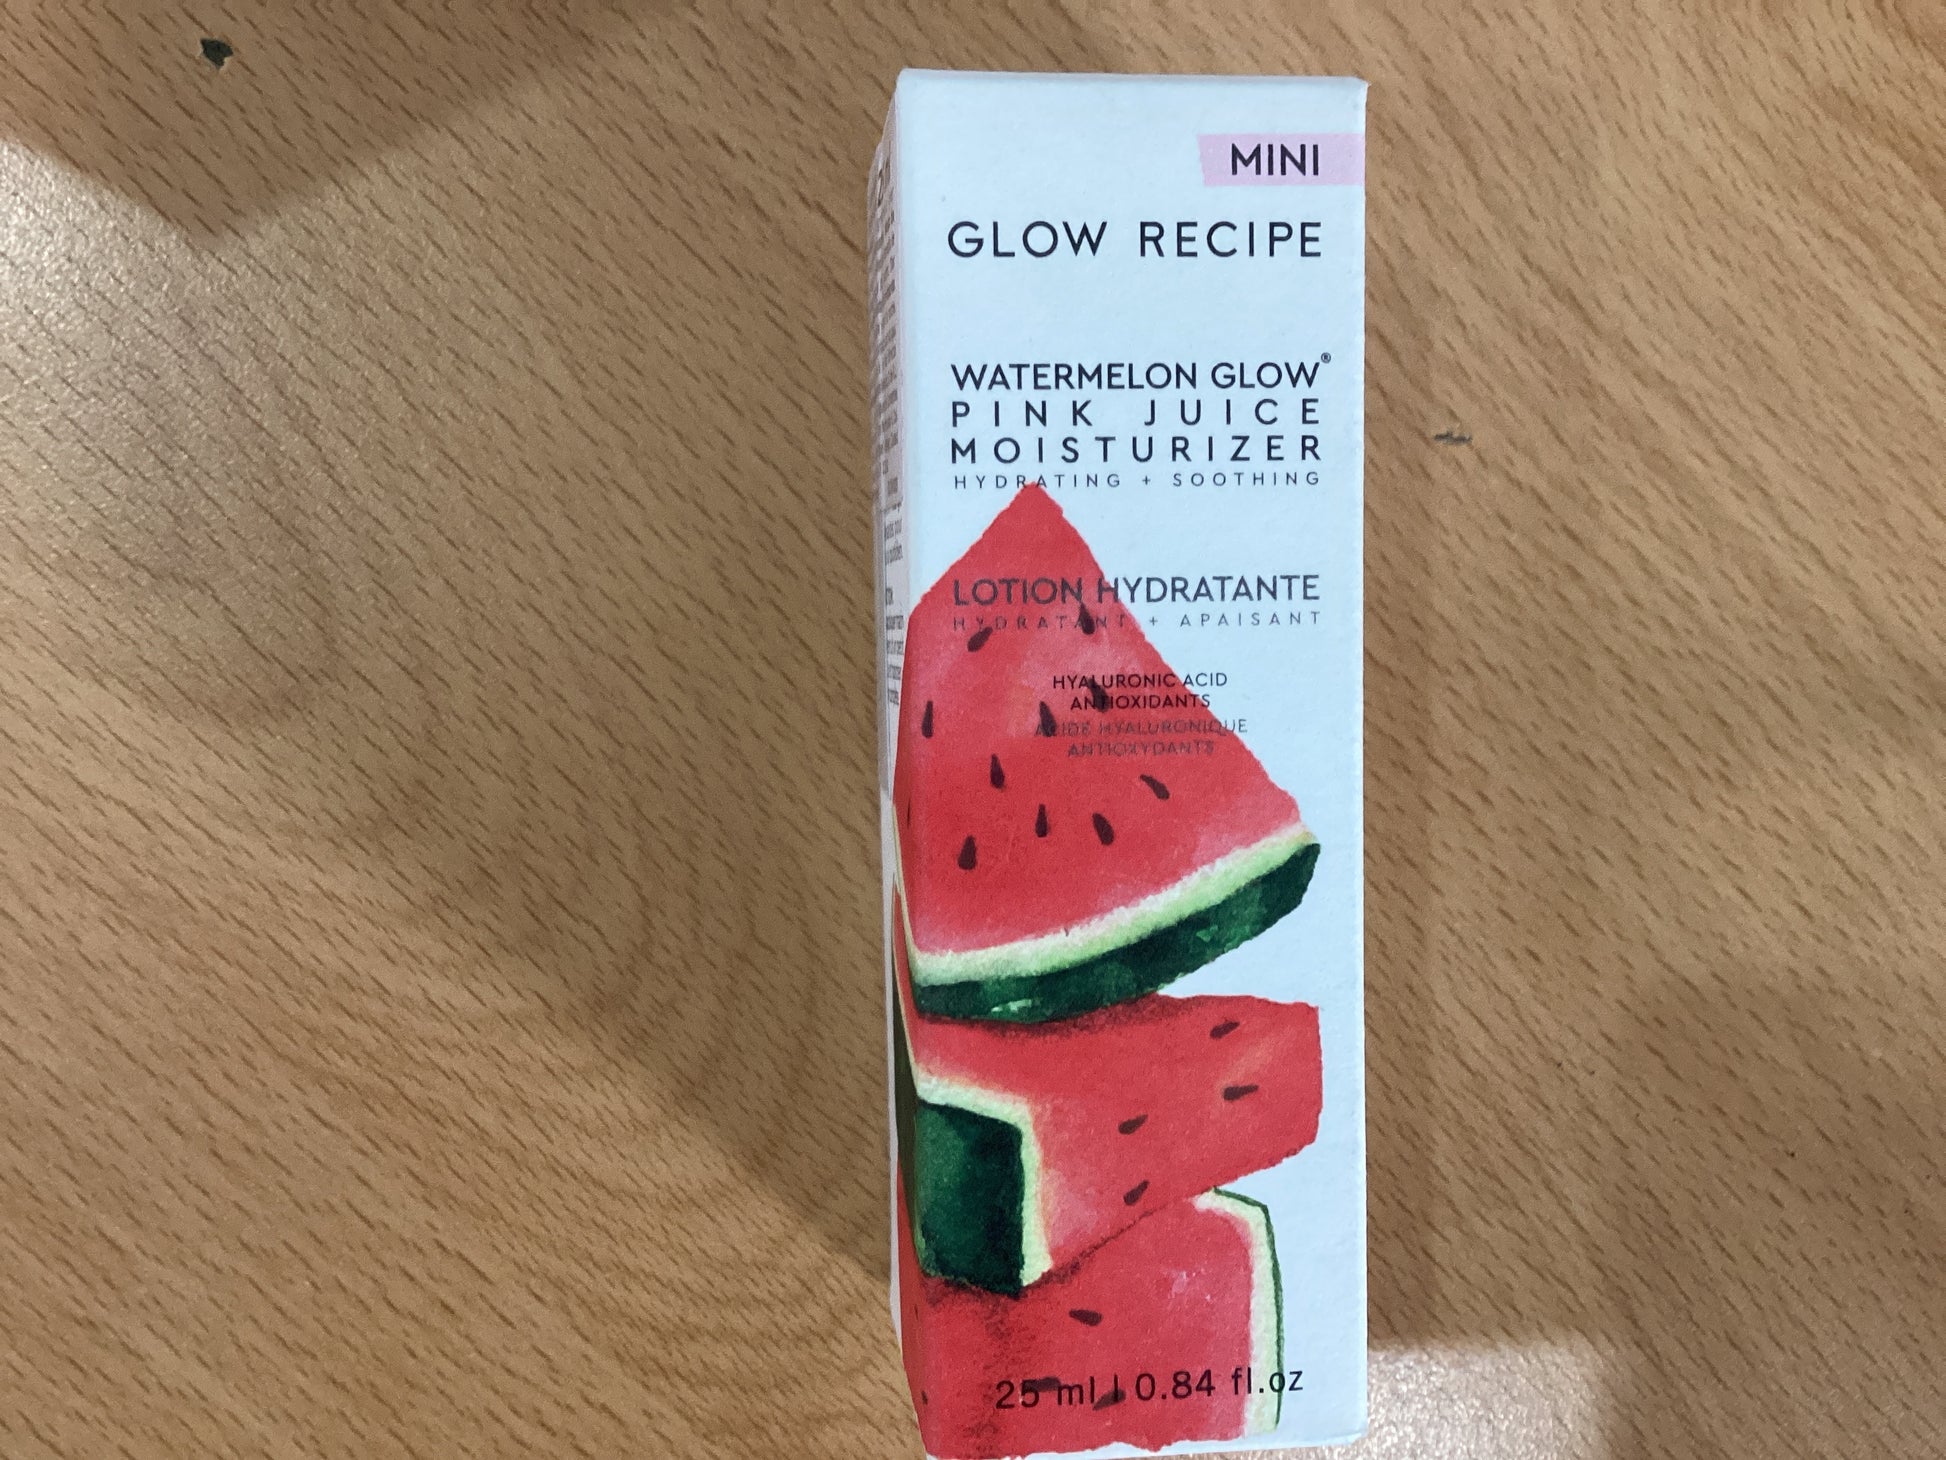 MINI
GLOW RECIPE
WATERMELON GLOW®
PINK JUICE
MOISTURIZER
HYDRATING + SOOTHING
LOTION HYDRATANTE
HYDRATANT + APAISANT
HYALURONIC ACID
ANTIOXIDANTS
ACIDE HYALURONIQUE
ANTIOXYDANTS
25 ml | 0.84 fl.oz